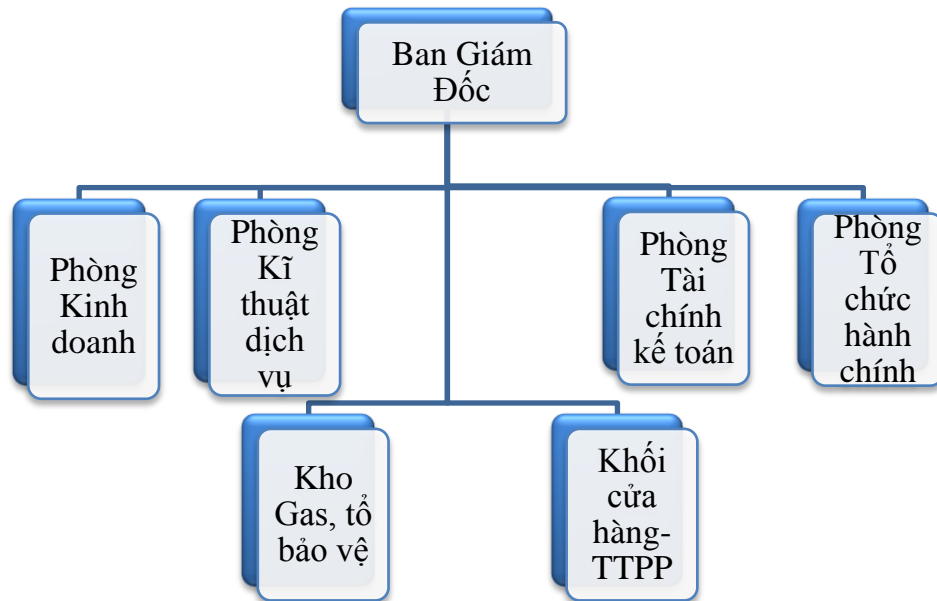 Ban Giám
Đốc
Phòng
Kinh
doanh
Phòng
Kĩ
thuật
dịch
vụ
Phòng
Tài
chính
kế toán
Phòng
Tổ
chức
hành
chính
Kho
Gas, tổ
bảo vệ
Khối
cửa
hàng-
TTPP